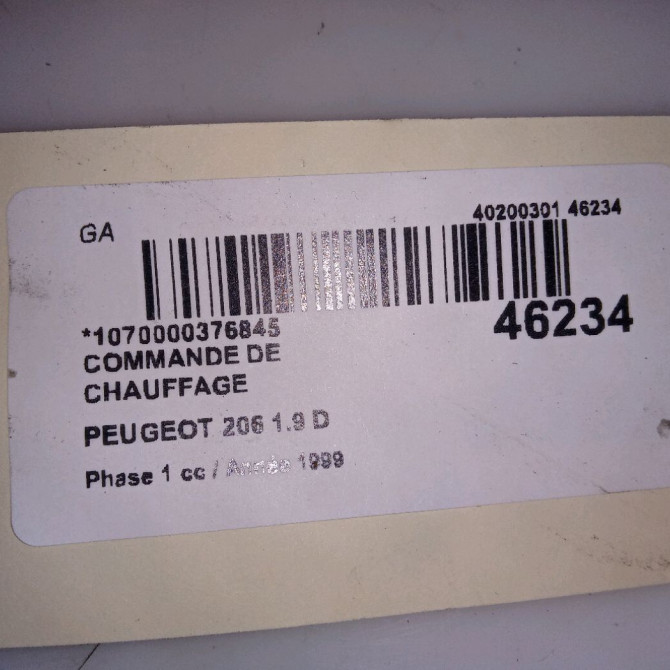 GA
40200301 46234
*1070000376845
46234
COMMANDE DE
CHAUFFAGE
PEUGEOT 206 1.9 D
Phase 1 cc / Année 1999